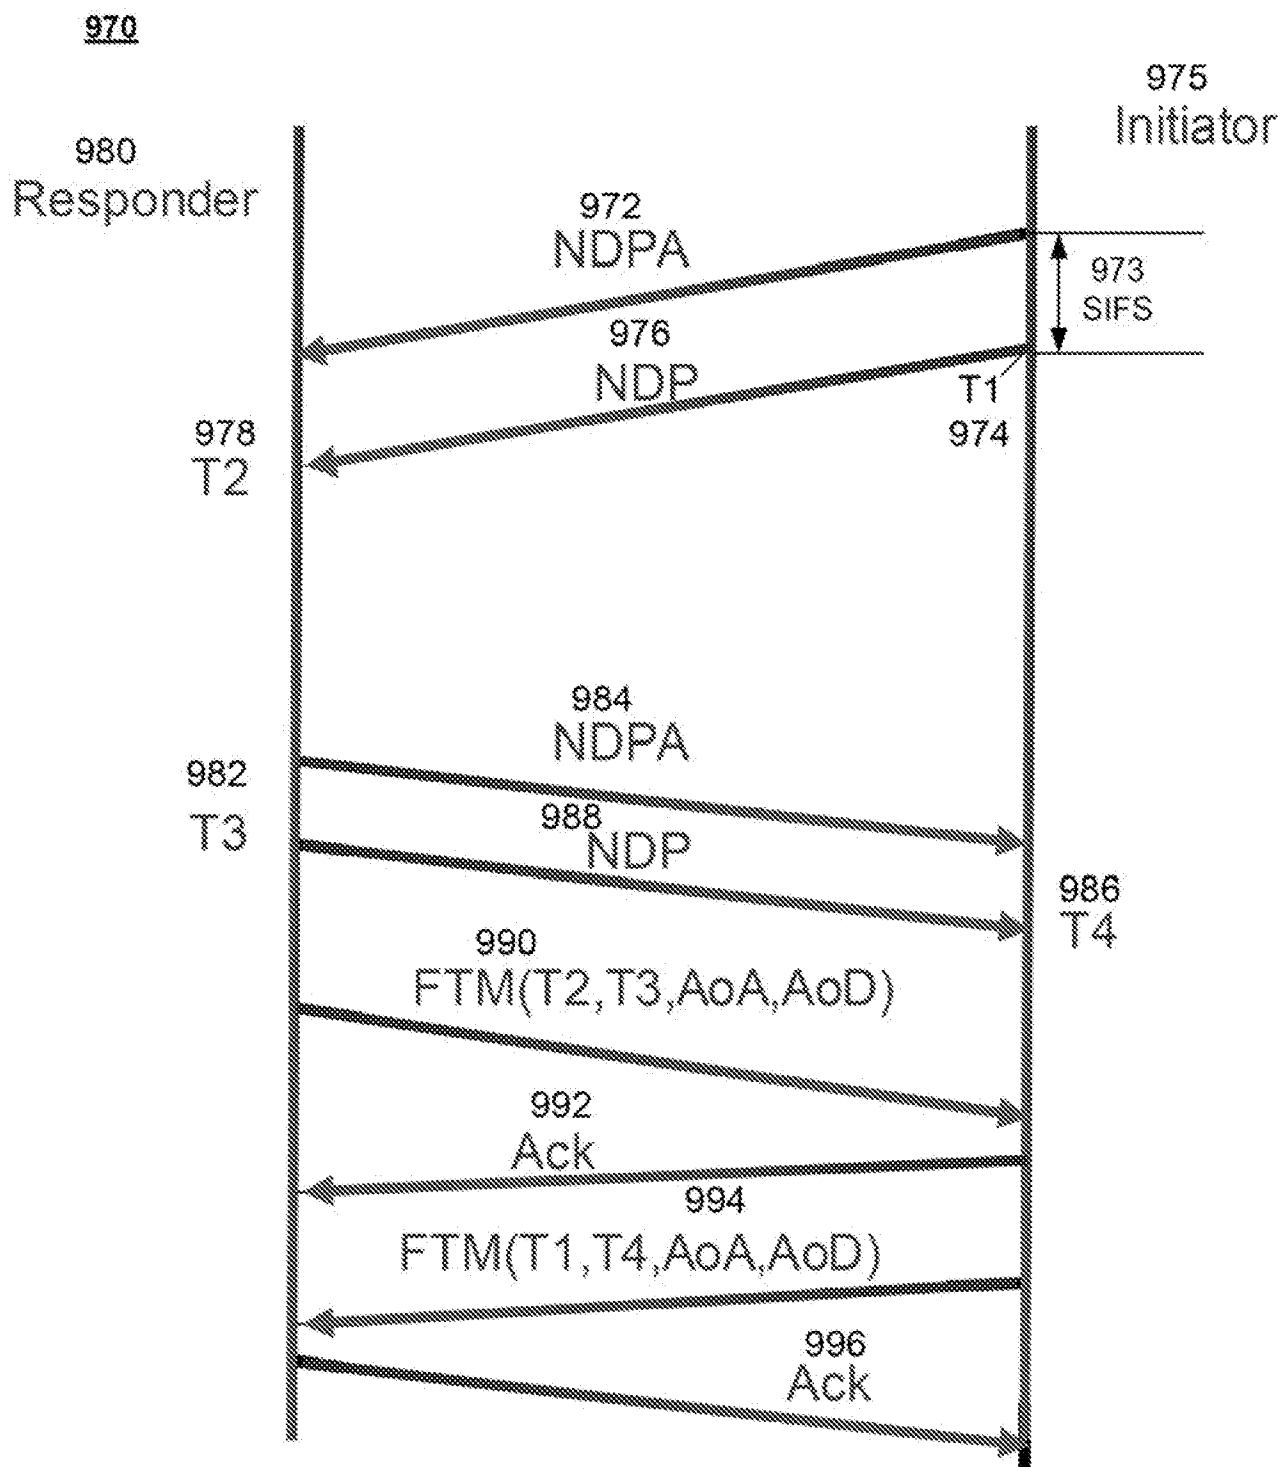 970
975
Initiator
980
Responder
972
NDPA
973
SIFS
976
NDP
T1
974
978
T2
984
NDPA
982
T3
988
NDP
986
T4
990
FTM(T2,T3,AoA,AoD)
992
Ack
994
FTM(T1,T4,AoA,AoD)
996
Ack